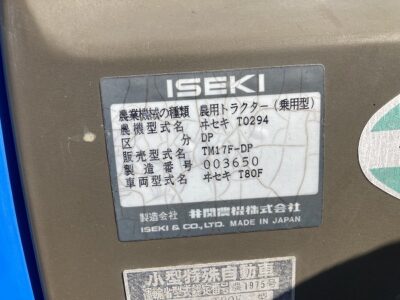 ISEKI
農業機械の種類 農用トラクター(乗用型)
農機型式名 ヰセキ TO294
区分 DP
販売型式名 TM17F-DP
製造番号 003650
車両型式名 ヰセキ T80F
製造会社 井関農機株式会社
ISEKI & CO., LTD. MADE IN JAPAN
小型特殊自動車